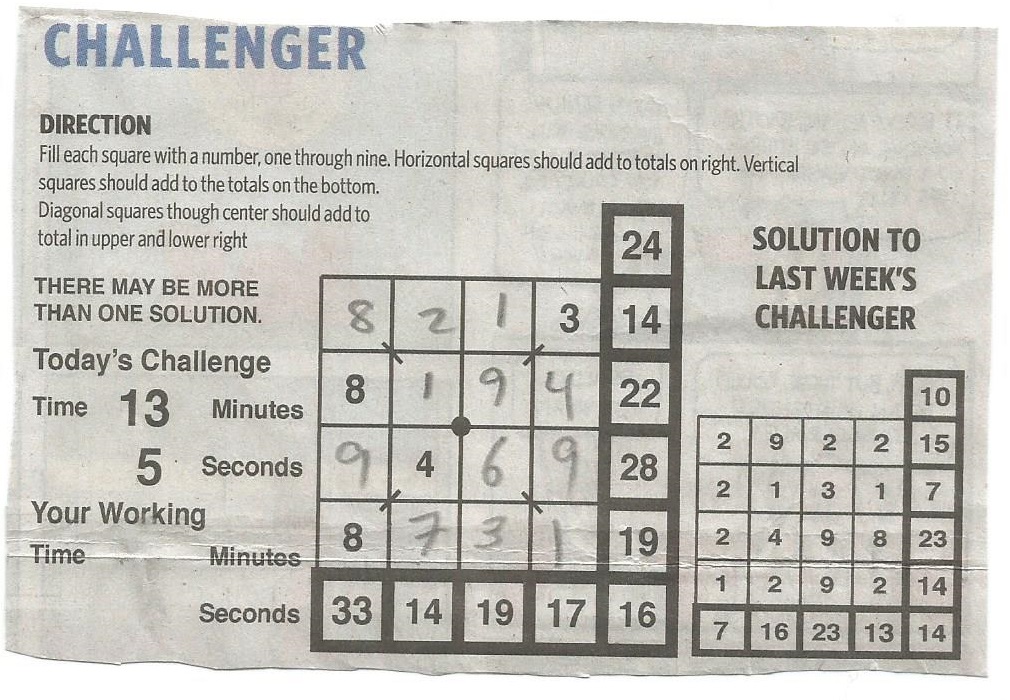 CHALLENGER
DIRECTION
Fill each square with a number, one through nine. Horizontal squares should add to totals on right. Vertical
squares should add to the totals on the bottom.
Diagonal squares though center should add to
total in upper and lower right
THERE MAY BE MORE
THAN ONE SOLUTION.
Today's Challenge
Time 13 Minutes
5 Seconds
Your Working
Time Minutes
Seconds
24
8 2 1 3 14
8 1 9 4 22
9 4 6 9 28
8 7 3 1 19
33 14 19 17 16
SOLUTION TO
LAST WEEK'S
CHALLENGER
10
2 9 2 2 15
2 1 3 1 7
2 4 9 8 23
1 2 9 2 14
7 16 23 13 14